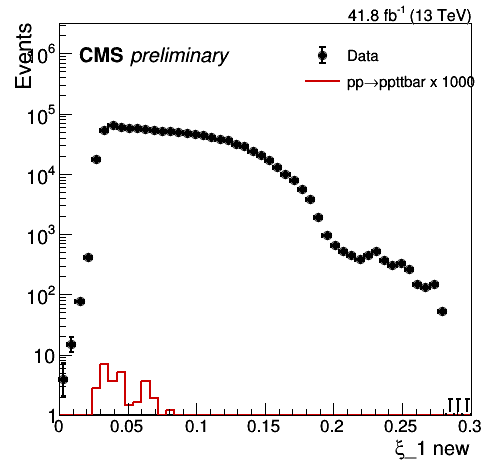 41.8 fb⁻¹ (13 TeV)
Events
CMS preliminary
Data
pp→ppttbar x 1000
10⁶
10⁵
10⁴
10³
10²
10
1
0 0.05 0.1 0.15 0.2 0.25 0.3
ξ_1 new